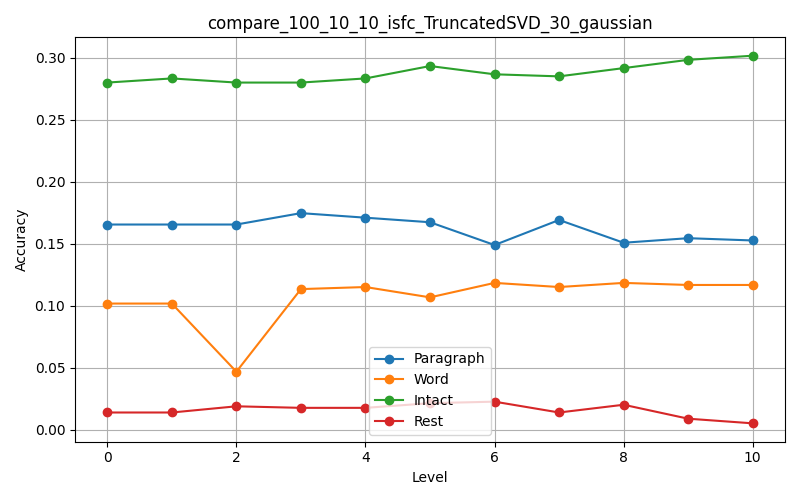 compare_100_10_10_isfc_TruncatedSVD_30_gaussian
0.30
0.25
0.20
0.15
0.10
0.05
0.00
Accuracy
Paragraph
Word
Intact
Rest
0 2 4 6 8 10
Level